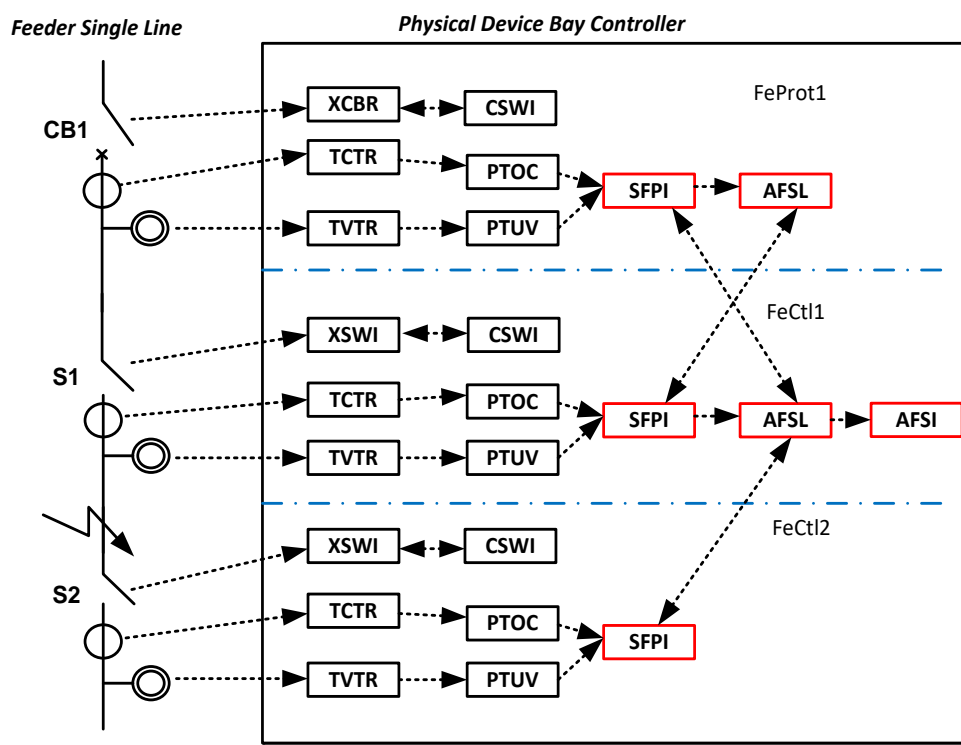 Feeder Single Line
Physical Device Bay Controller
FeProt1
CB1
XCBR
CSWI
TCTR
PTOC
SFPI
AFSL
TVTR
PTUV
FeCtl1
S1
XSWI
CSWI
TCTR
PTOC
SFPI
AFSL
AFSI
TVTR
PTUV
FeCtl2
S2
XSWI
CSWI
TCTR
PTOC
SFPI
TVTR
PTUV